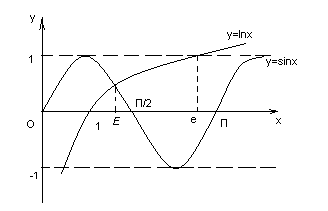 y
y=lnx
1
y=sinx
П/2
O
1
E
e
П
x
-1